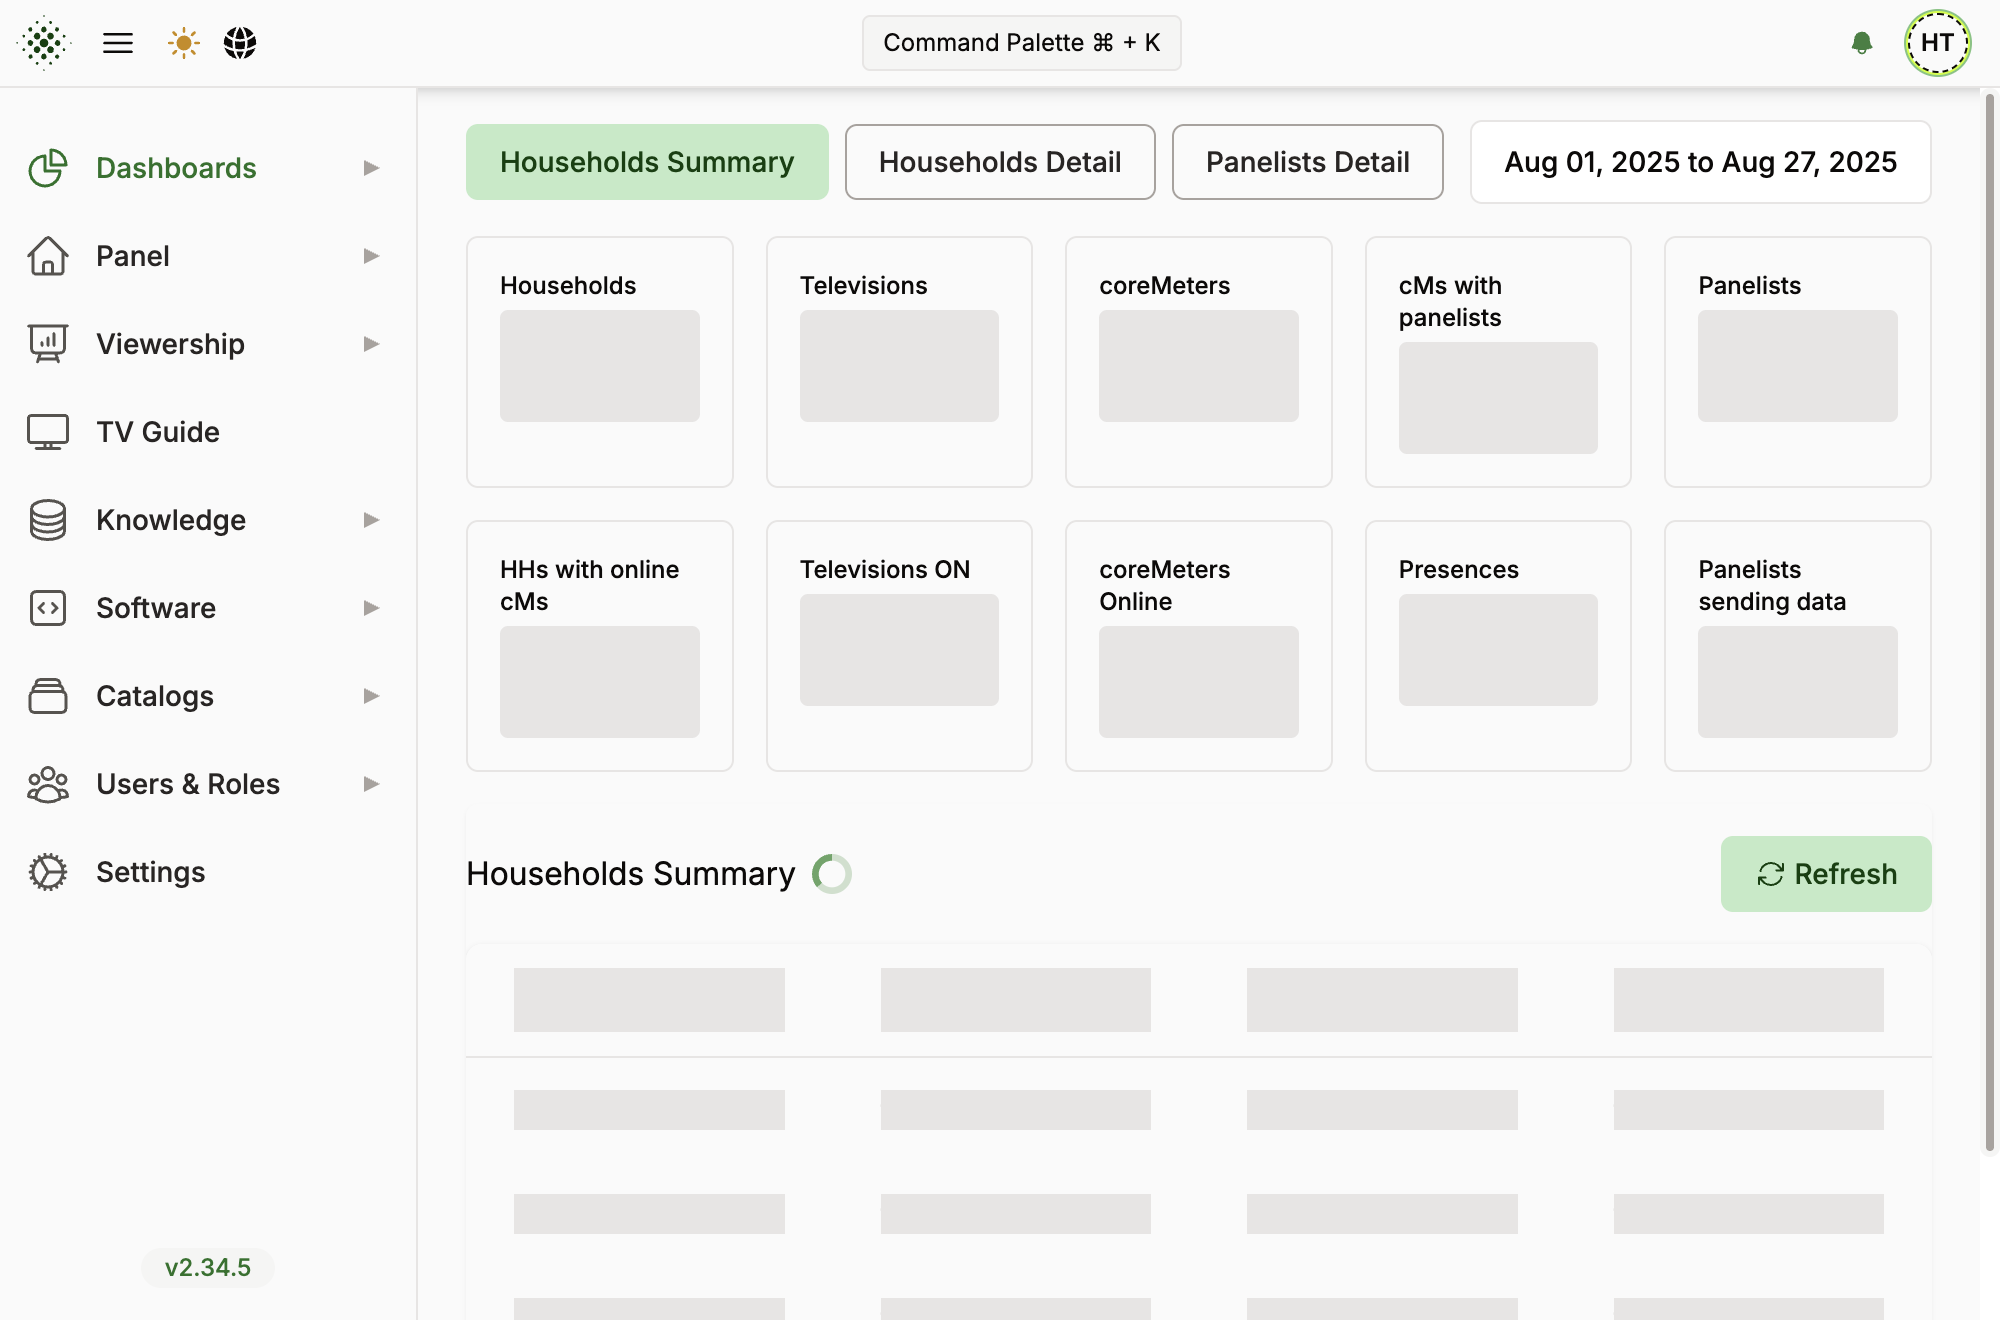 Command Palette ⌘ + K
HT
Dashboards
Panel
Viewership
TV Guide
Knowledge
Software
Catalogs
Users & Roles
Settings
v2.34.5
Households Summary
Households Detail
Panelists Detail
Aug 01, 2025 to Aug 27, 2025
Households
Televisions
coreMeters
cMs with
panelists
Panelists
HHs with online
cMs
Televisions ON
coreMeters
Online
Presences
Panelists
sending data
Households Summary
Refresh